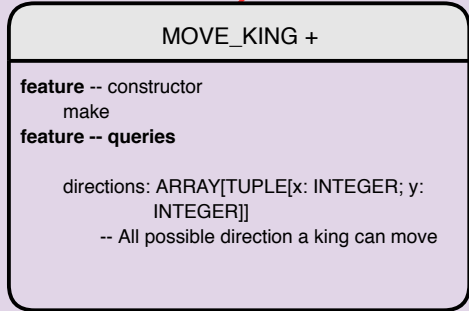 MOVE_KING +
feature -- constructor
make
feature -- queries
directions: ARRAY[TUPLE[x: INTEGER; y:
INTEGER]]
-- All possible direction a king can move